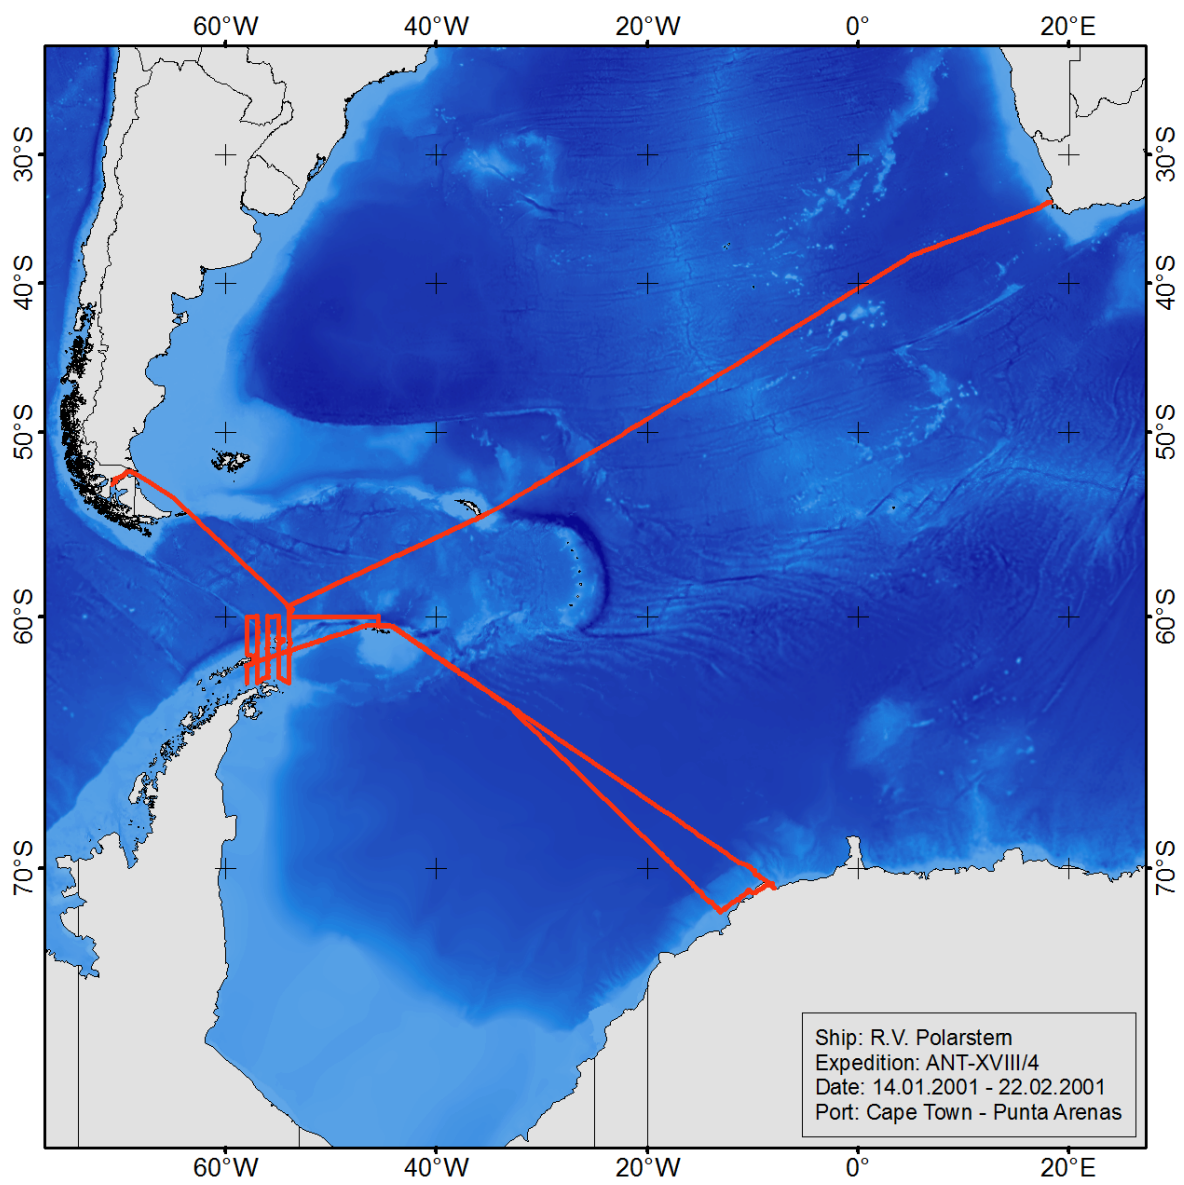 60°W 40°W 20°W 0° 20°E
30°S 30°S
40°S 40°S
50°S 50°S
60°S 60°S
70°S 70°S
Ship: R.V. Polarstern
Expedition: ANT-XVIII/4
Date: 14.01.2001 - 22.02.2001
Port: Cape Town - Punta Arenas
60°W 40°W 20°W 0° 20°E